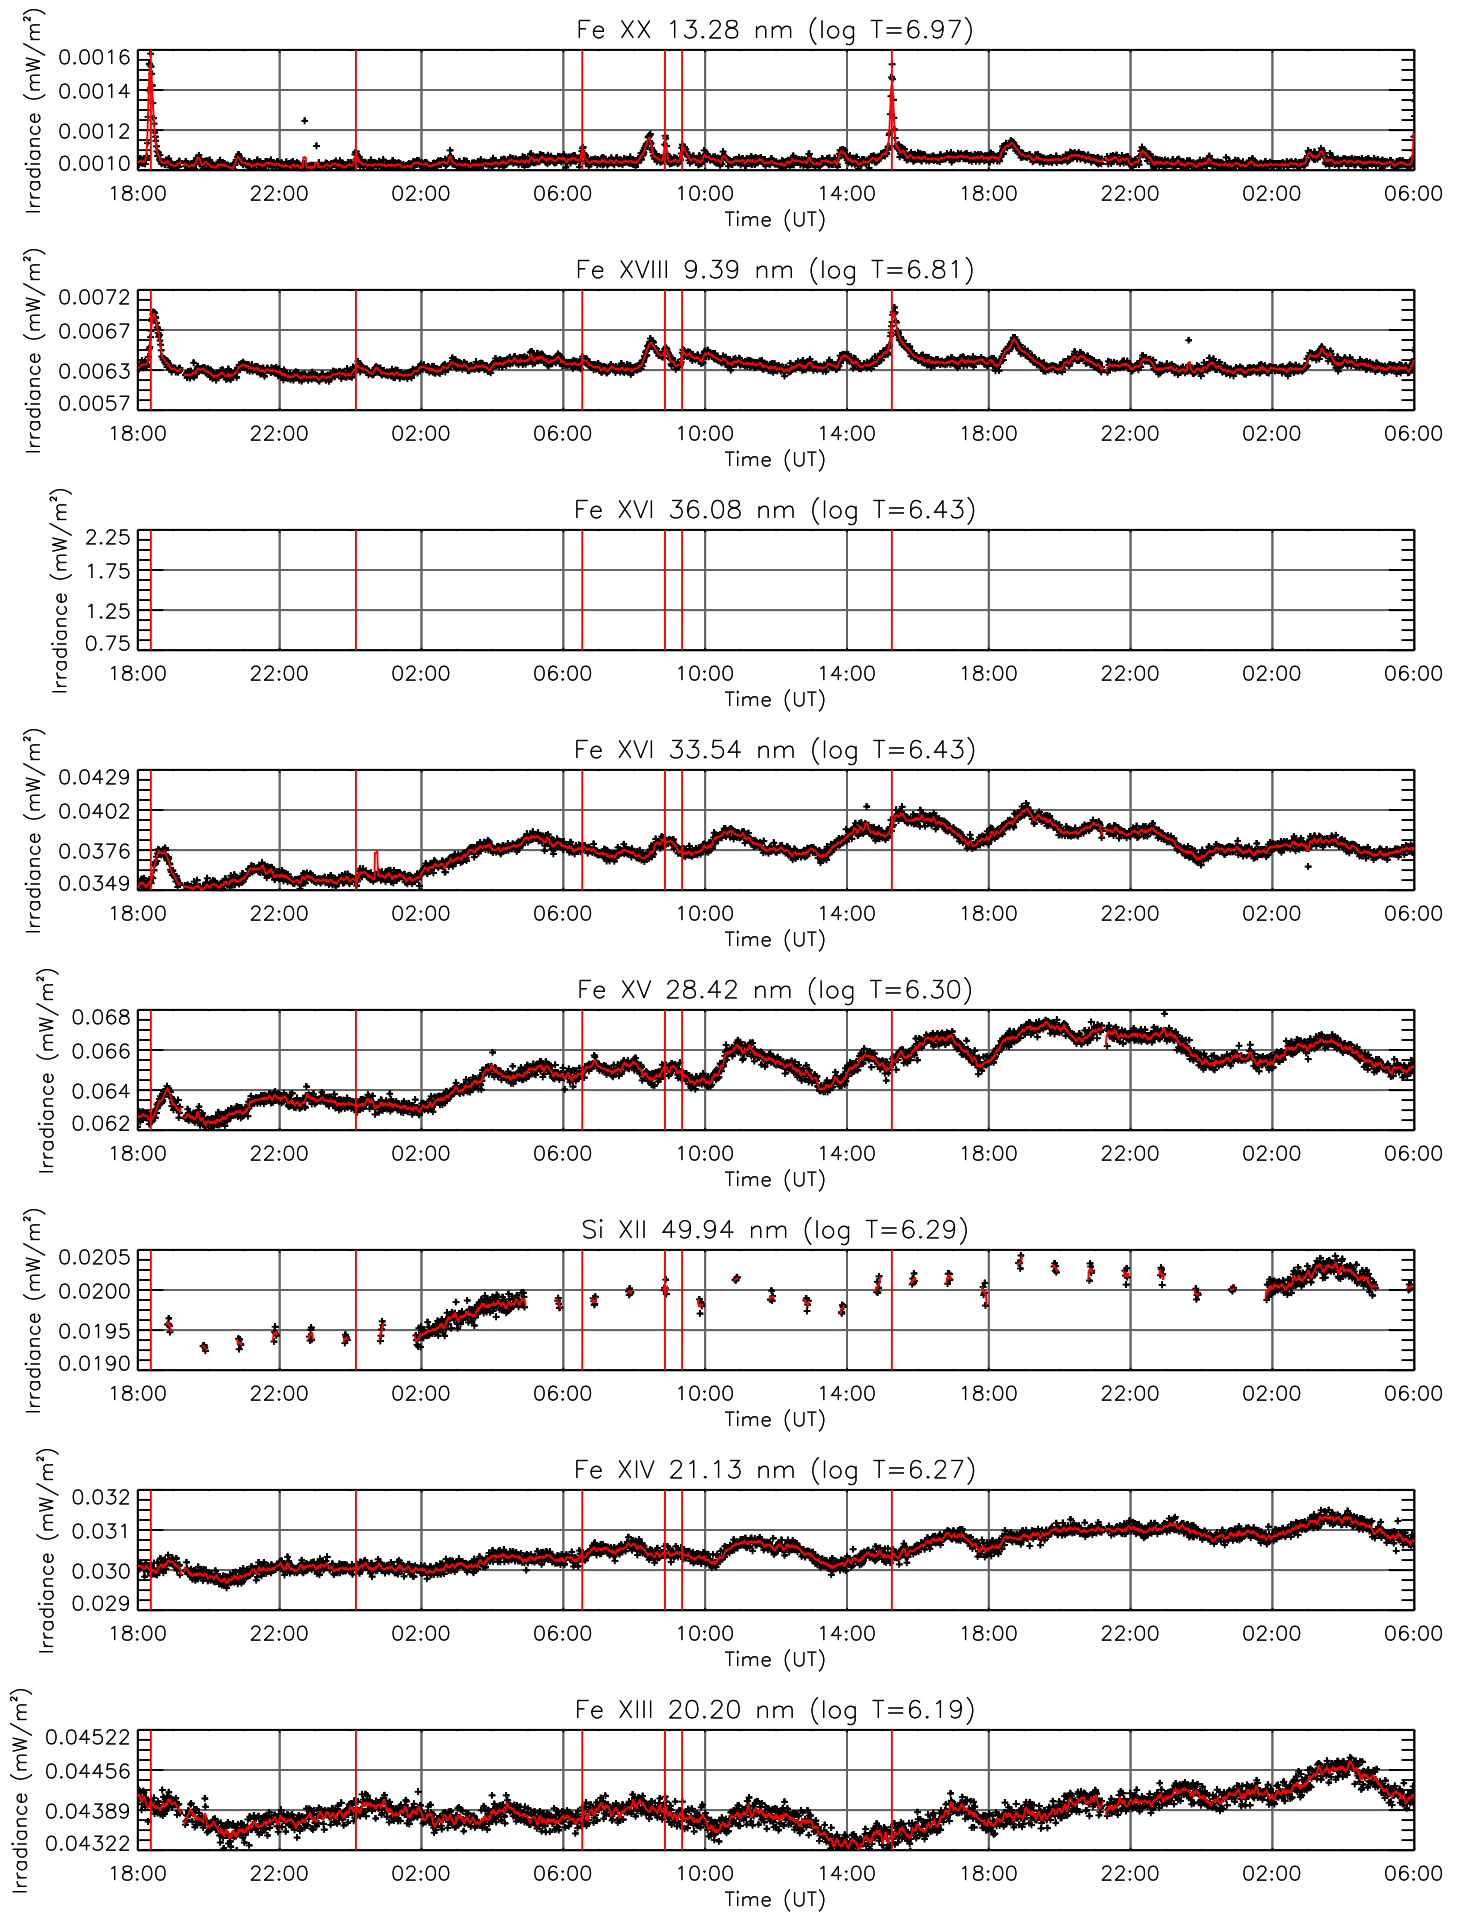 Fe XX 13.28 nm (log T=6.97)
Irradiance (mW/m²)
0.0016
0.0014
0.0012
0.0010
18:00 22:00 02:00 06:00 10:00 14:00 18:00 22:00 02:00 06:00
Time (UT)
Fe XVIII 9.39 nm (log T=6.81)
Irradiance (mW/m²)
0.0072
0.0067
0.0063
0.0057
18:00 22:00 02:00 06:00 10:00 14:00 18:00 22:00 02:00 06:00
Time (UT)
Fe XVI 36.08 nm (log T=6.43)
Irradiance (mW/m²)
2.25
1.75
1.25
0.75
18:00 22:00 02:00 06:00 10:00 14:00 18:00 22:00 02:00 06:00
Time (UT)
Fe XVI 33.54 nm (log T=6.43)
Irradiance (mW/m²)
0.0429
0.0402
0.0376
0.0349
18:00 22:00 02:00 06:00 10:00 14:00 18:00 22:00 02:00 06:00
Time (UT)
Fe XV 28.42 nm (log T=6.30)
Irradiance (mW/m²)
0.068
0.066
0.064
0.062
18:00 22:00 02:00 06:00 10:00 14:00 18:00 22:00 02:00 06:00
Time (UT)
Si XII 49.94 nm (log T=6.29)
Irradiance (mW/m²)
0.0205
0.0200
0.0195
0.0190
18:00 22:00 02:00 06:00 10:00 14:00 18:00 22:00 02:00 06:00
Time (UT)
Fe XIV 21.13 nm (log T=6.27)
Irradiance (mW/m²)
0.032
0.031
0.030
0.029
18:00 22:00 02:00 06:00 10:00 14:00 18:00 22:00 02:00 06:00
Time (UT)
Fe XIII 20.20 nm (log T=6.19)
Irradiance (mW/m²)
0.04522
0.04456
0.04389
0.04322
18:00 22:00 02:00 06:00 10:00 14:00 18:00 22:00 02:00 06:00
Time (UT)